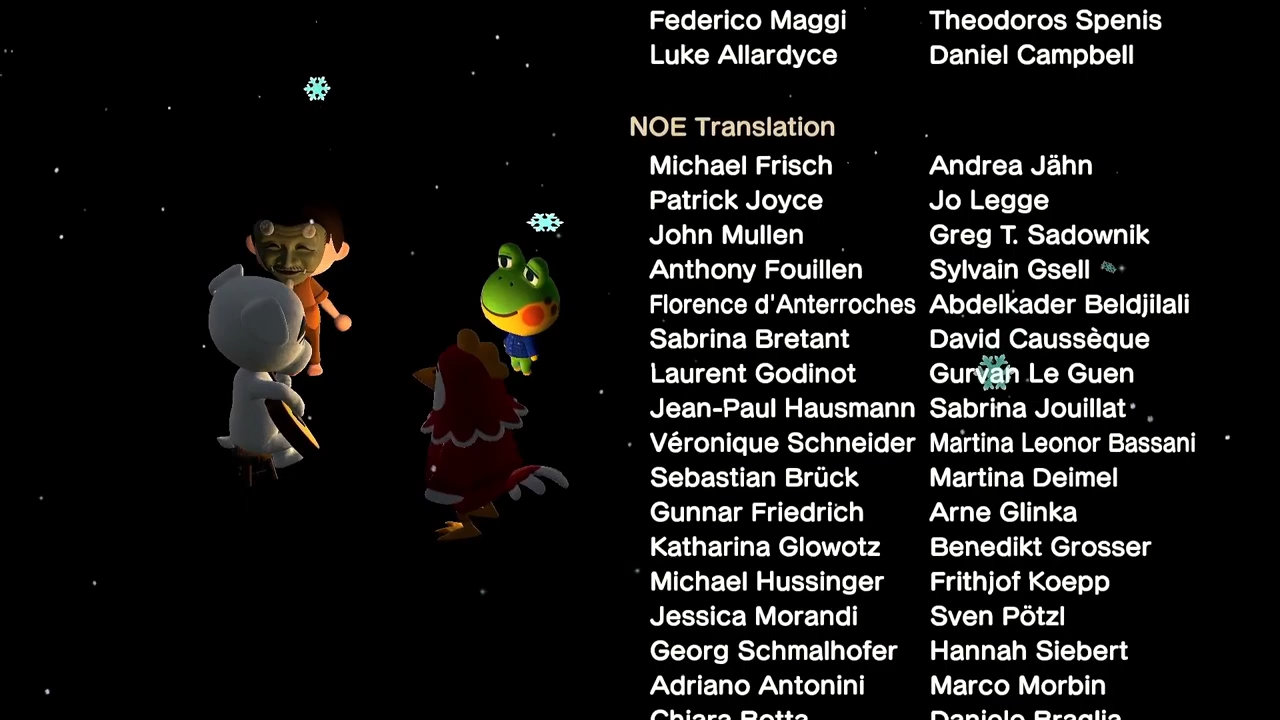 Federico Maggi Theodoros Spenis
Luke Allardyce Daniel Campbell
NOE Translation
Michael Frisch Andrea Jähn
Patrick Joyce Jo Legge
John Mullen Greg T. Sadownik
Anthony Fouillen Sylvain Gsell
Florence d'Anterroches Abdelkader Beldjilali
Sabrina Bretant David Caussèque
Laurent Godinot Gurvan Le Guen
Jean-Paul Hausmann Sabrina Jouillat
Véronique Schneider Martina Leonor Bassani
Sebastian Brück Martina Deimel
Gunnar Friedrich Arne Glinka
Katharina Glowotz Benedikt Grosser
Michael Hussinger Frithjof Koepp
Jessica Morandi Sven Pötzl
Georg Schmalhofer Hannah Siebert
Adriano Antonini Marco Morbin
Chiara Daniele Braglia